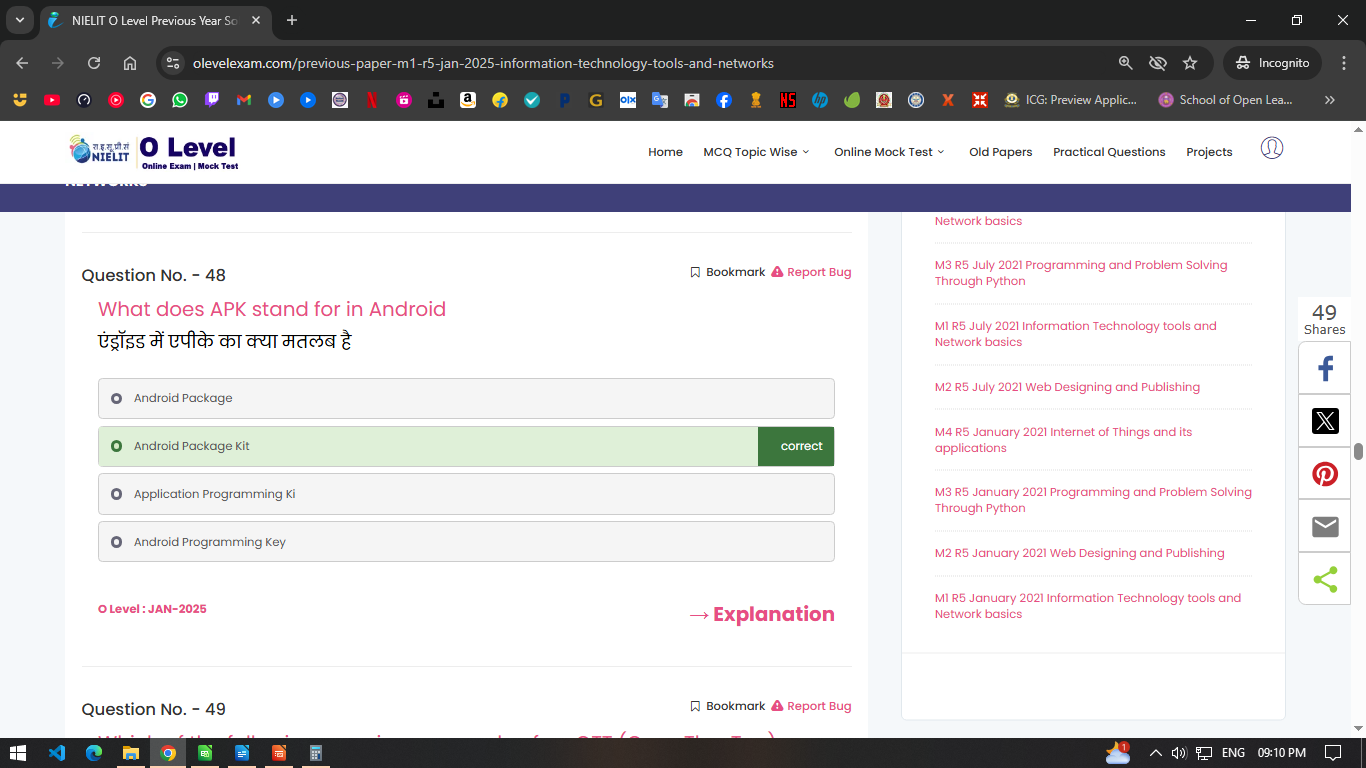 NIELIT O Level Previous Year So
olevelexam.com/previous-paper-m1-r5-jan-2025-information-technology-tools-and-networks
Incognito
ICG: Preview Applic...
School of Open Lea...
NIELIT
O Level
Online Exam | Mock Test
Home
MCQ Topic Wise
Online Mock Test
Old Papers
Practical Questions
Projects
NETWORKS
Question No. - 48
Bookmark
Report Bug
What does APK stand for in Android
एंड्रॉइड में एपीके का क्या मतलब है
Android Package
Android Package Kit
correct
Application Programming Ki
Android Programming Key
O Level : JAN-2025
→ Explanation
Question No. - 49
Bookmark
Report Bug
Network basics
M3 R5 July 2021 Programming and Problem Solving
Through Python
M1 R5 July 2021 Information Technology tools and
Network basics
M2 R5 July 2021 Web Designing and Publishing
M4 R5 January 2021 Internet of Things and its
applications
M3 R5 January 2021 Programming and Problem Solving
Through Python
M2 R5 January 2021 Web Designing and Publishing
M1 R5 January 2021 Information Technology tools and
Network basics
49
Shares
1
ENG
09:10 PM